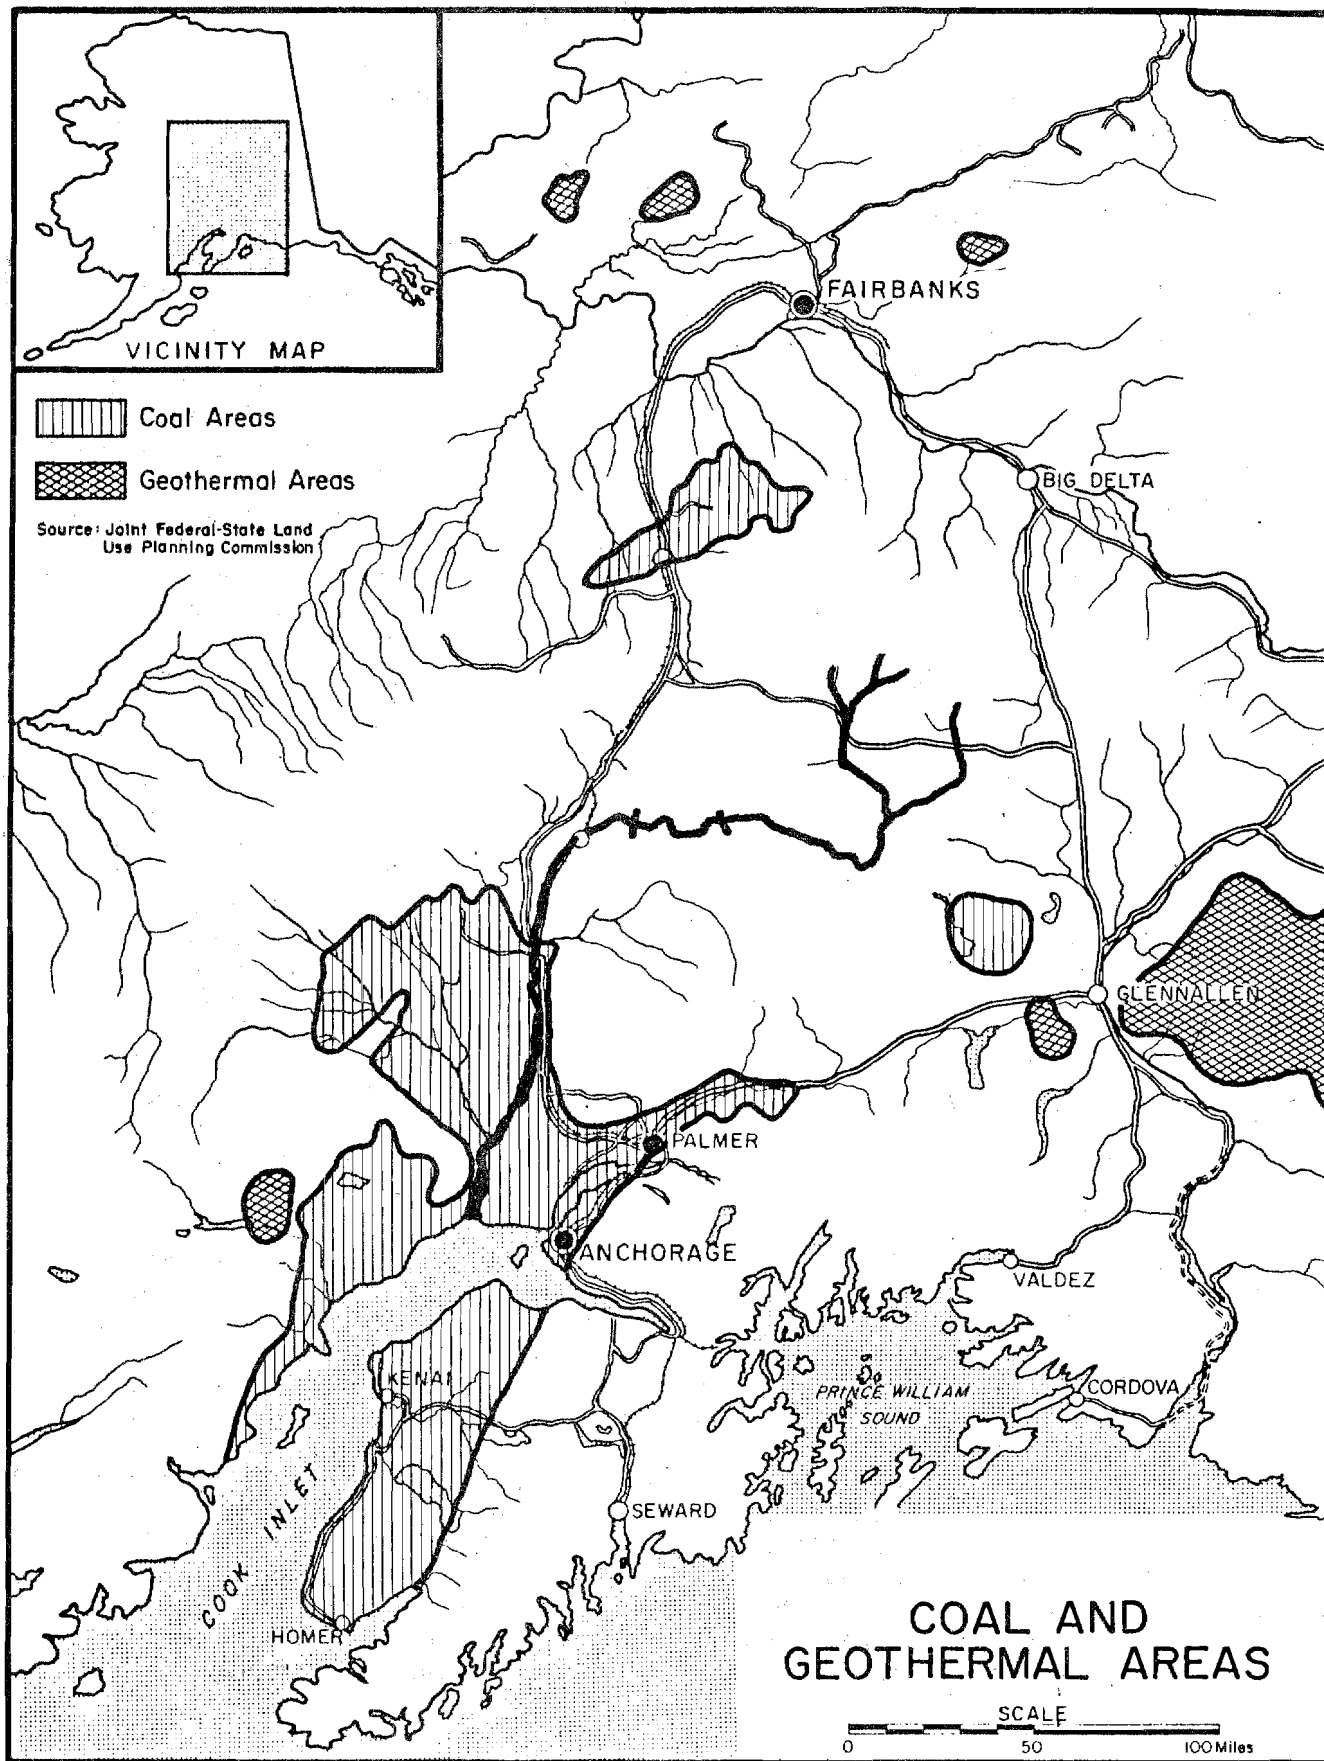 VICINITY MAP
Coal Areas
Geothermal Areas
Source: Joint Federal-State Land
Use Planning Commission
FAIRBANKS
BIG DELTA
GLENNALLEN
PALMER
ANCHORAGE
VALDEZ
KENAI
PRINCE WILLIAM
SOUND
CORDOVA
COOK INLET
SEWARD
HOMER
COAL AND
GEOTHERMAL AREAS
SCALE
0 50 100 Miles